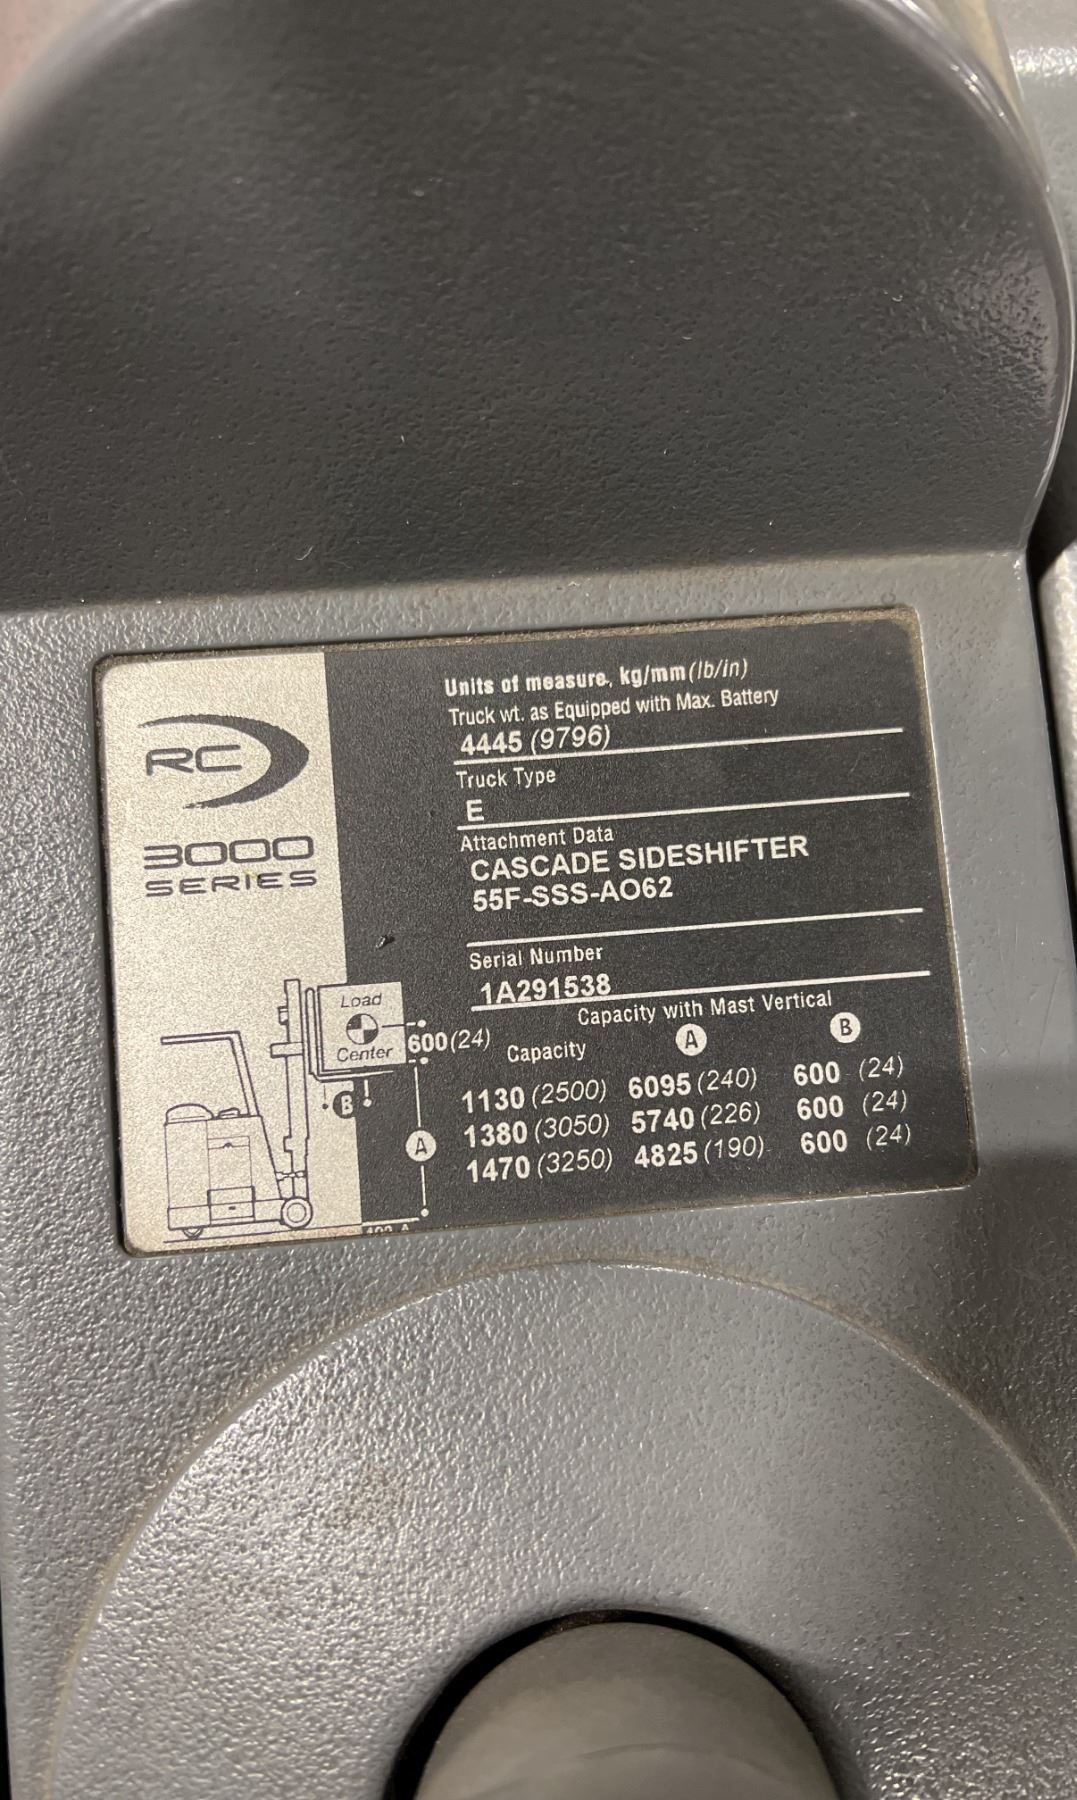 RC
3000
SERIES
Units of measure, kg/mm (lb/in)
Truck wt. as Equipped with Max. Battery
4445 (9796)
Truck Type
E
Attachment Data
CASCADE SIDESHIFTER
55F-SSS-AO62
Serial Number
1A291538
Capacity with Mast Vertical
Capacity A B
1130 (2500) 6095 (240) 600 (24)
1380 (3050) 5740 (226) 600 (24)
1470 (3250) 4825 (190) 600 (24)
Load
Center
600 (24)
B
A